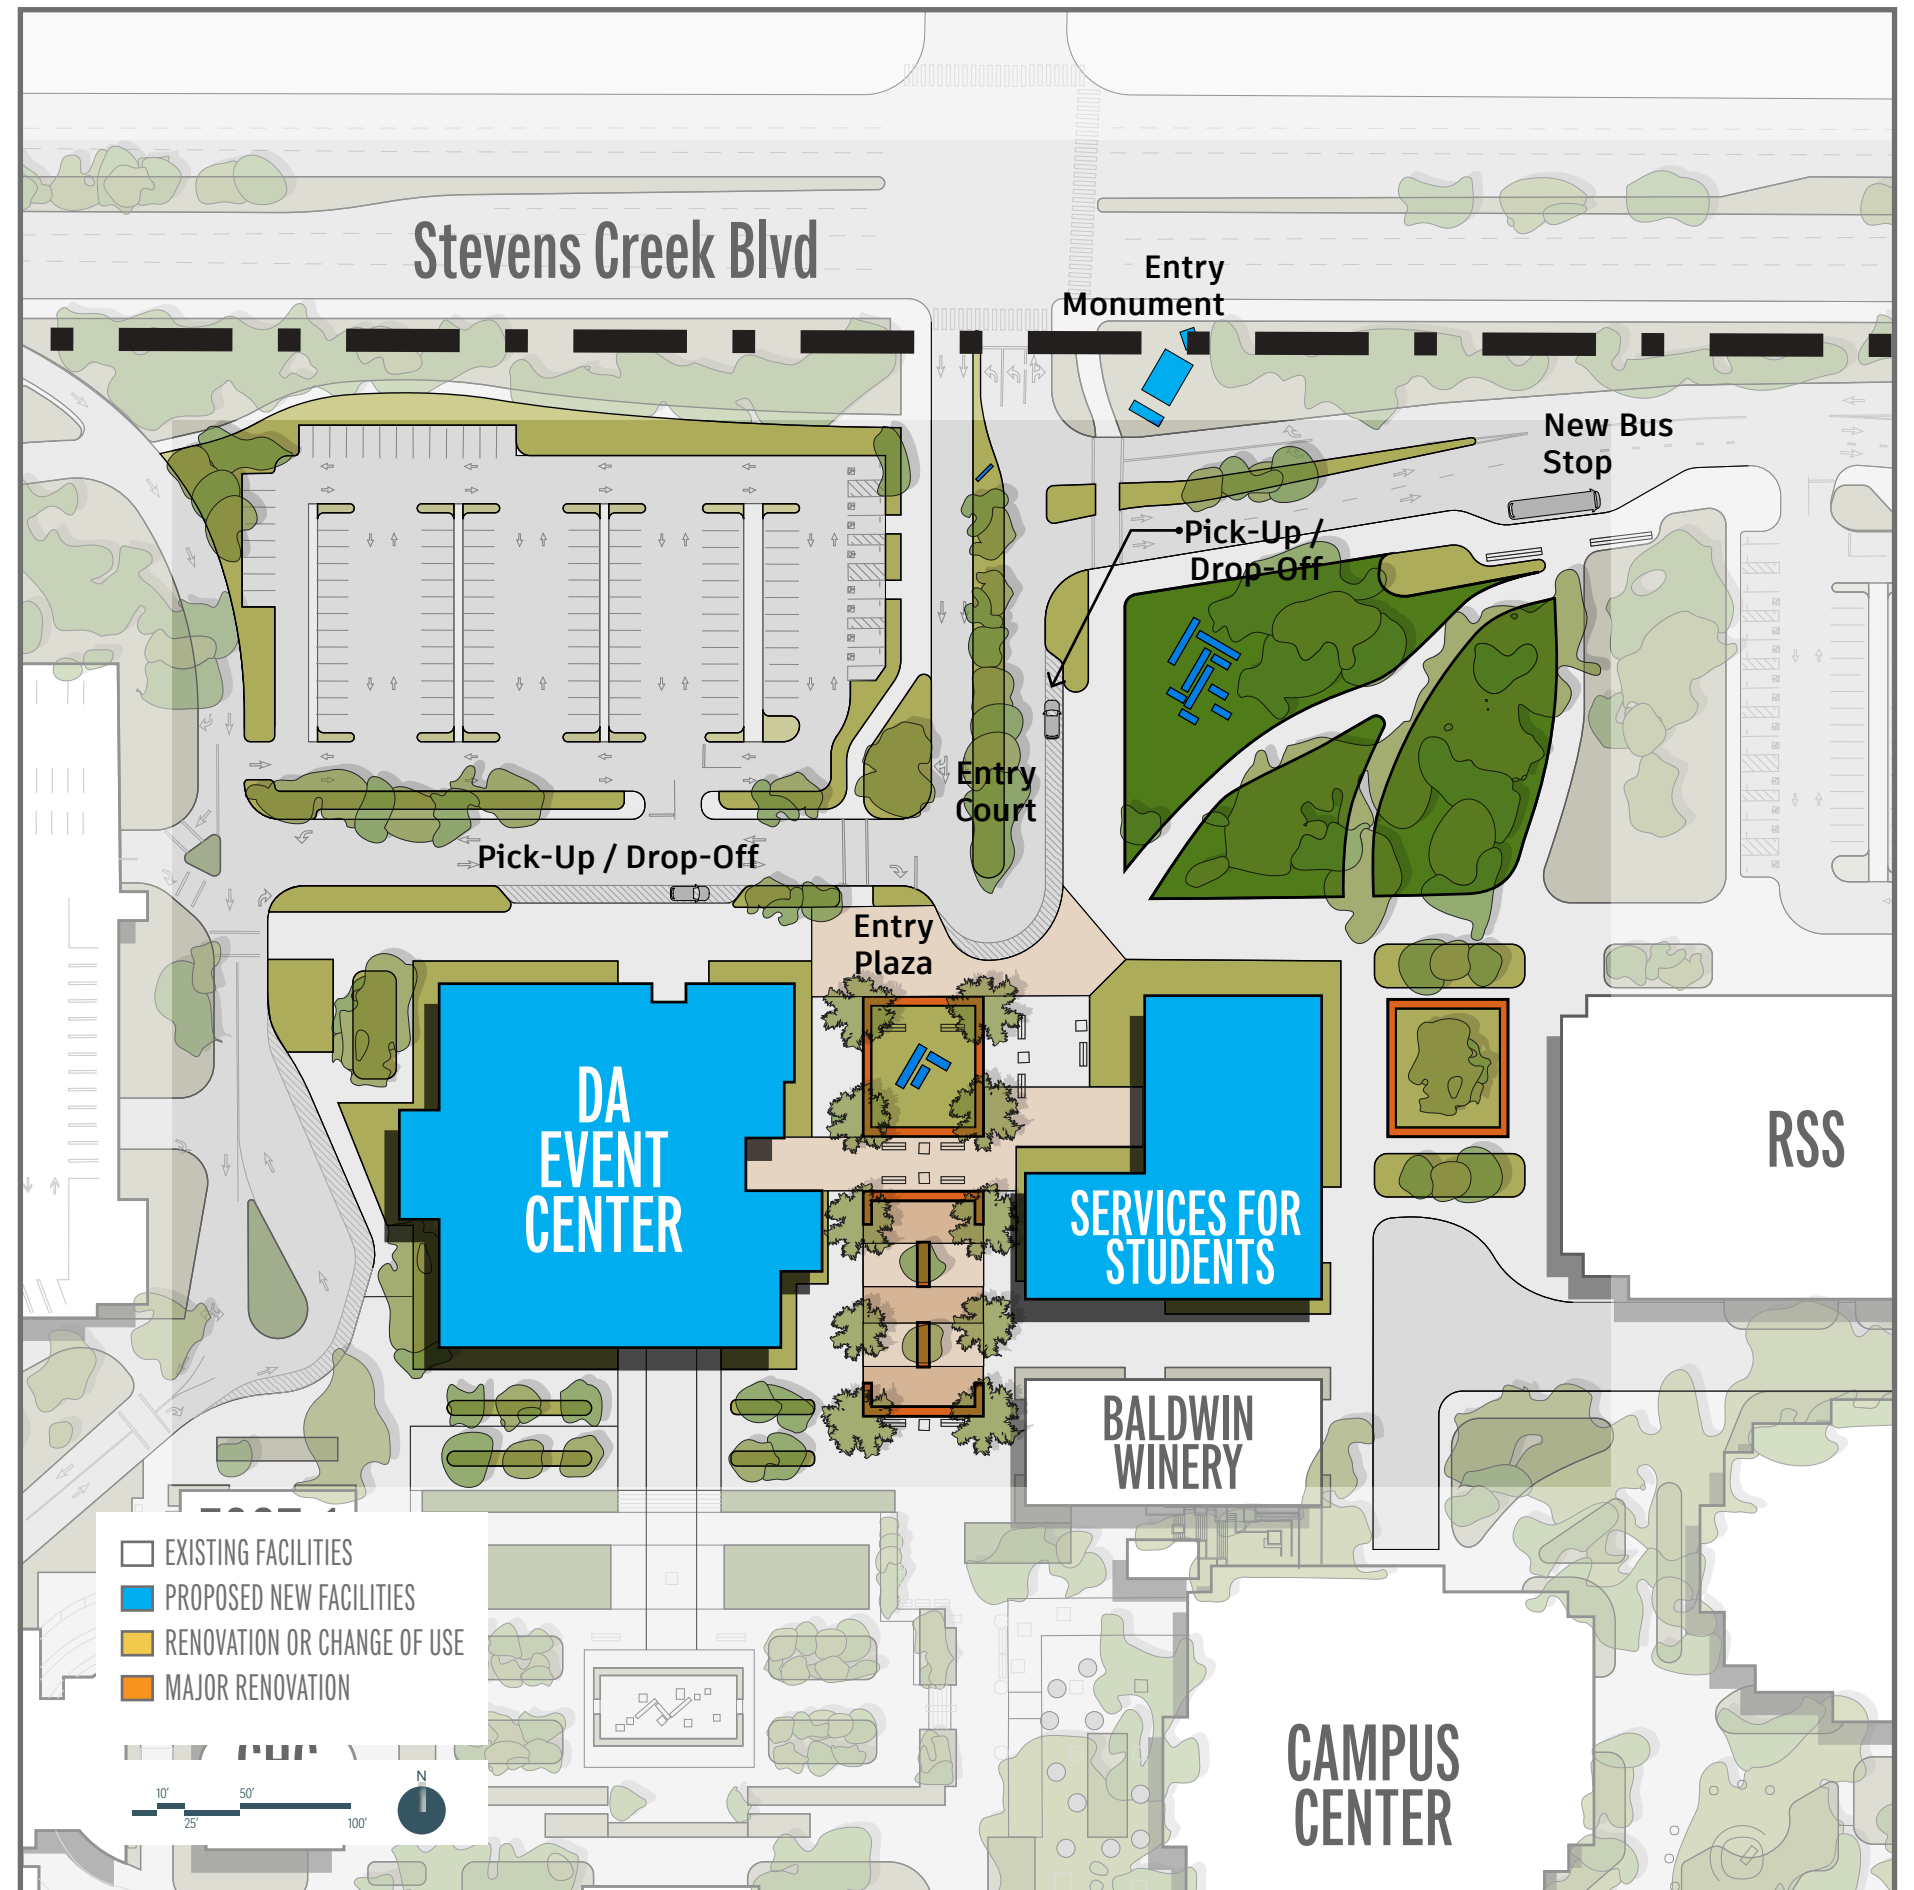 Stevens Creek Blvd
Entry
Monument
New Bus
Stop
Pick-Up /
Drop-Off
Entry
Court
Pick-Up / Drop-Off
Entry
Plaza
DA
EVENT
CENTER
SERVICES FOR
STUDENTS
RSS
BALDWIN
WINERY
EXISTING FACILITIES
PROPOSED NEW FACILITIES
RENOVATION OR CHANGE OF USE
MAJOR RENOVATION
CAMPUS
CENTER
N
10'
50'
25'
100'